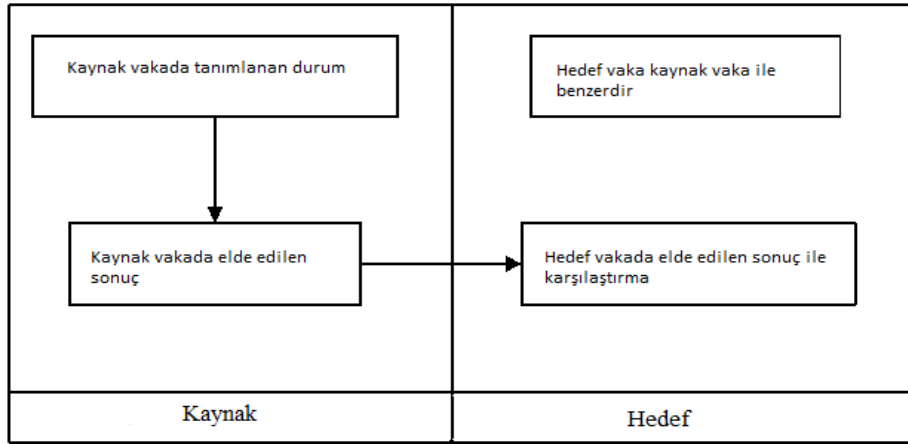 Kaynak vakada tanımlanan durum
Hedef vaka kaynak vaka ile
benzerdir
Kaynak vakada elde edilen
sonuç
Hedef vakada elde edilen sonuç ile
karşılaştırma
Kaynak
Hedef